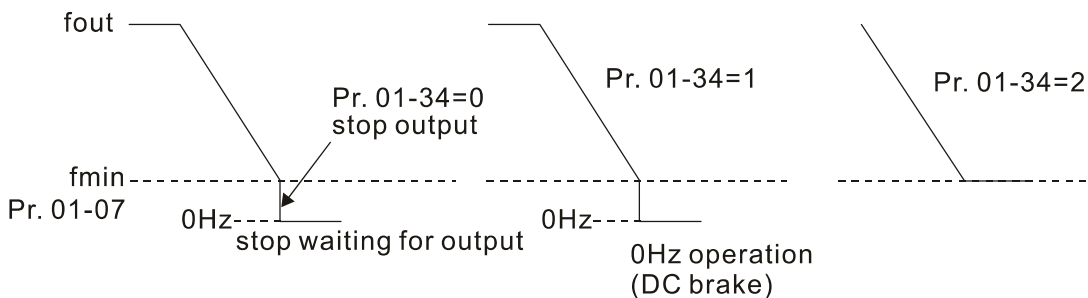 fout
Pr. 01-34=0
stop output
fmin
Pr. 01-07
0Hz
stop waiting for output
Pr. 01-34=1
0Hz
0Hz operation
(DC brake)
Pr. 01-34=2